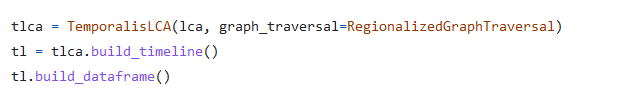 tlca = TemporalisLCA(lca, graph_traversal=RegionalizedGraphTraversal)
tl = tlca.build_timeline()
tl.build_dataframe()